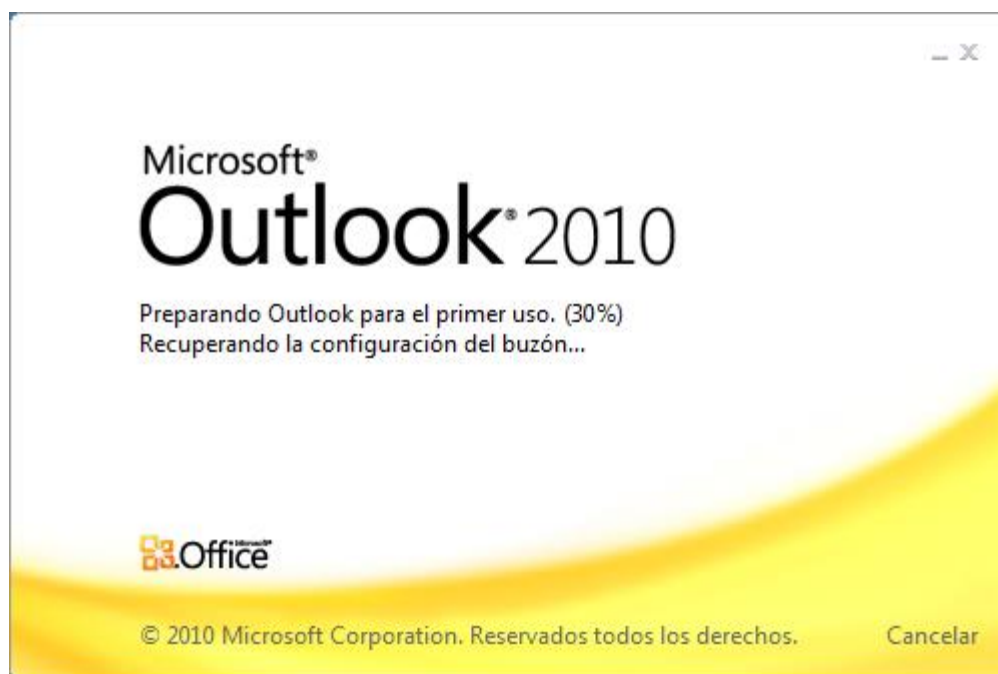 Microsoft®
Outlook® 2010
Preparando Outlook para el primer uso. (30%)
Recuperando la configuración del buzón...
Microsoft®
Office
© 2010 Microsoft Corporation. Reservados todos los derechos.
Cancelar